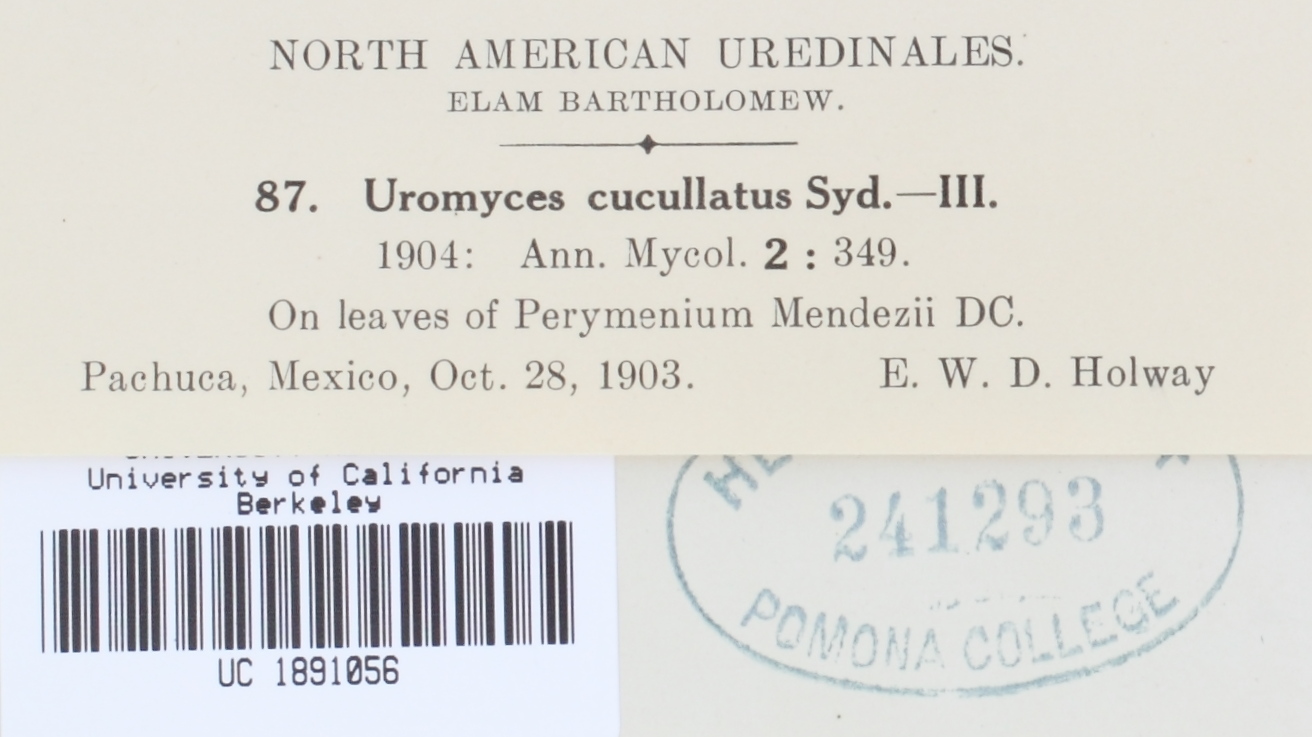 NORTH AMERICAN UREDINALES.
ELAM BARTHOLOMEW.
87. Uromyces cucullatus Syd.—III.
1904: Ann. Mycol. 2 : 349.
On leaves of Perymenium Mendezii DC.
Pachuca, Mexico, Oct. 28, 1903. E. W. D. Holway
University of California
Berkeley
UC 1891056
241293
POMONA COLLEGE